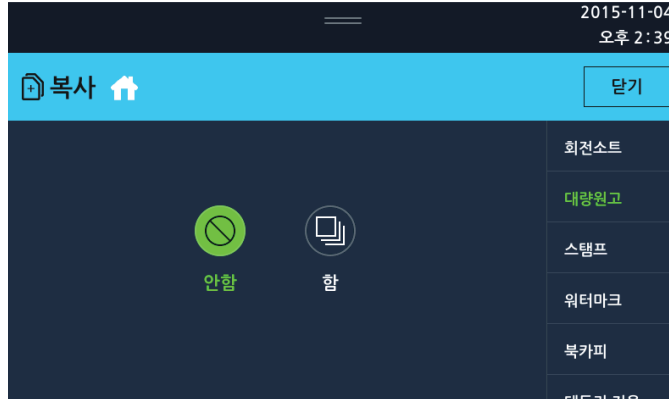 2015-11-04
오후 2:39
복사
닫기
회전소트
대량원고
스탬프
안함
함
워터마크
북카피